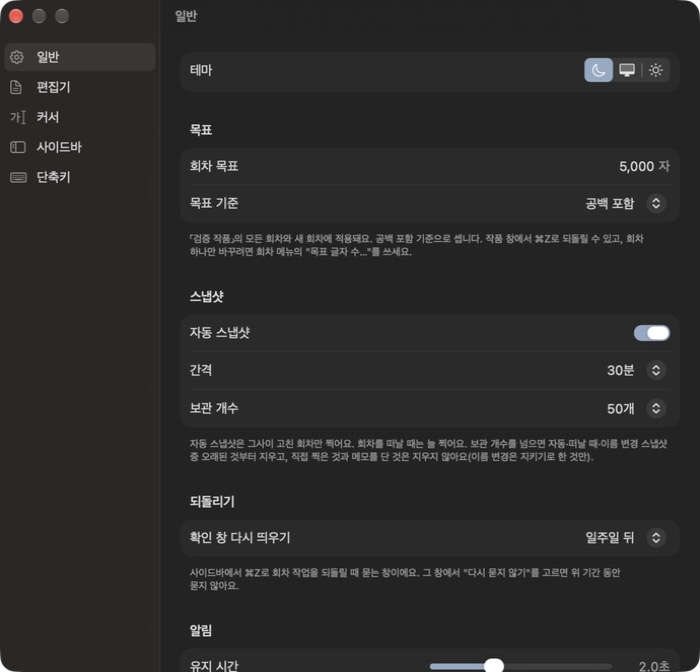 일반
일반
편집기
가 커서
사이드바
단축키
테마
목표
회차 목표
5,000 자
목표 기준
공백 포함
「검증 작품」의 모든 회차와 새 회차에 적용돼요. 공백 포함 기준으로 셉니다. 작품 창에서 ⌘Z로 되돌릴 수 있고, 회차
하나만 바꾸려면 회차 메뉴의 "목표 글자 수…"를 쓰세요.
스냅샷
자동 스냅샷
간격
30분
보관 개수
50개
자동 스냅샷은 그사이 고친 회차만 찍어요. 회차를 떠날 때는 늘 찍어요. 보관 개수를 넘으면 자동·떠날 때·이름 변경 스냅샷
중 오래된 것부터 지우고, 직접 찍은 것과 메모를 단 것은 지우지 않아요(이름 변경은 지키기로 한 것만).
되돌리기
확인 창 다시 띄우기
일주일 뒤
사이드바에서 ⌘Z로 회차 작업을 되돌릴 때 묻는 창이에요. 그 창에서 "다시 묻지 않기"를 고르면 위 기간 동안
묻지 않아요.
알림
유지 시간
2.0초